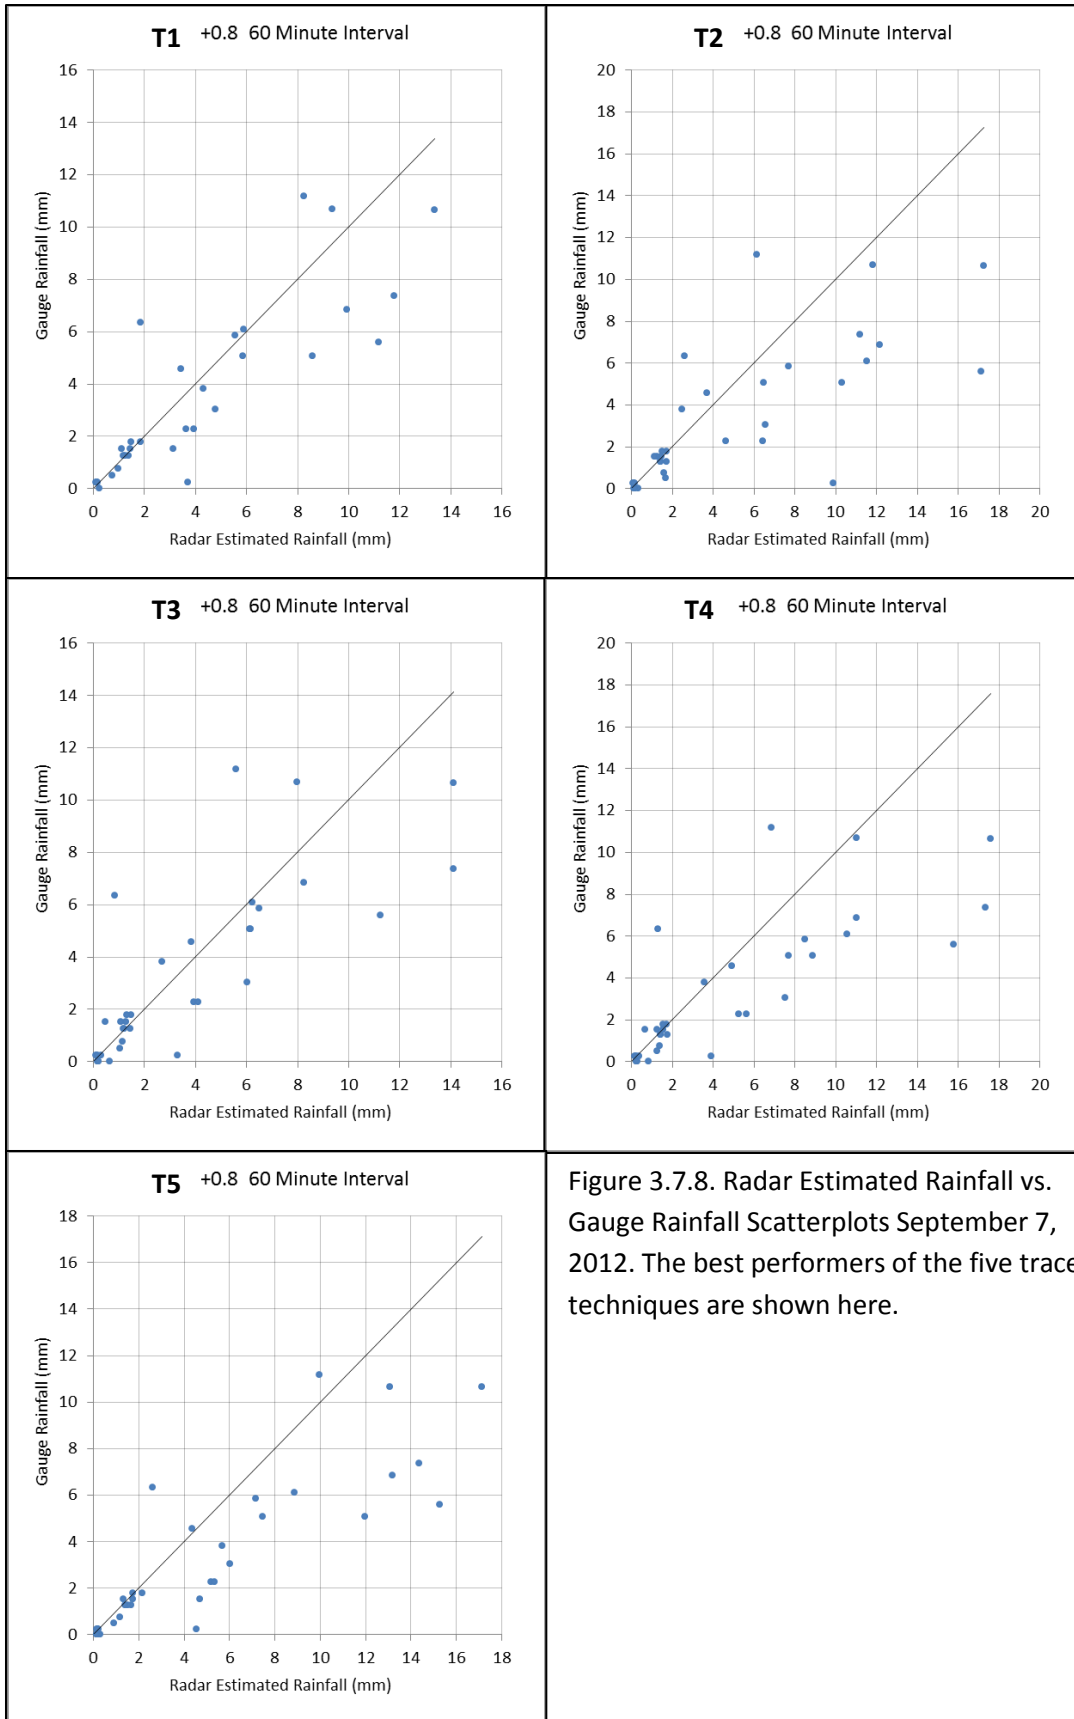 T1 +0.8 60 Minute Interval
16
14
12
10
8
6
4
2
0
Gauge Rainfall (mm)
0 2 4 6 8 10 12 14 16
Radar Estimated Rainfall (mm)
T2 +0.8 60 Minute Interval
20
18
16
14
12
10
8
6
4
2
0
Gauge Rainfall (mm)
0 2 4 6 8 10 12 14 16 18 20
Radar Estimated Rainfall (mm)
T3 +0.8 60 Minute Interval
16
14
12
10
8
6
4
2
0
Gauge Rainfall (mm)
0 2 4 6 8 10 12 14 16
Radar Estimated Rainfall (mm)
T4 +0.8 60 Minute Interval
20
18
16
14
12
10
8
6
4
2
0
Gauge Rainfall (mm)
0 2 4 6 8 10 12 14 16 18 20
Radar Estimated Rainfall (mm)
T5 +0.8 60 Minute Interval
18
16
14
12
10
8
6
4
2
0
Gauge Rainfall (mm)
0 2 4 6 8 10 12 14 16 18
Radar Estimated Rainfall (mm)
Figure 3.7.8. Radar Estimated Rainfall vs.
Gauge Rainfall Scatterplots September 7,
2012. The best performers of the five trace
techniques are shown here.